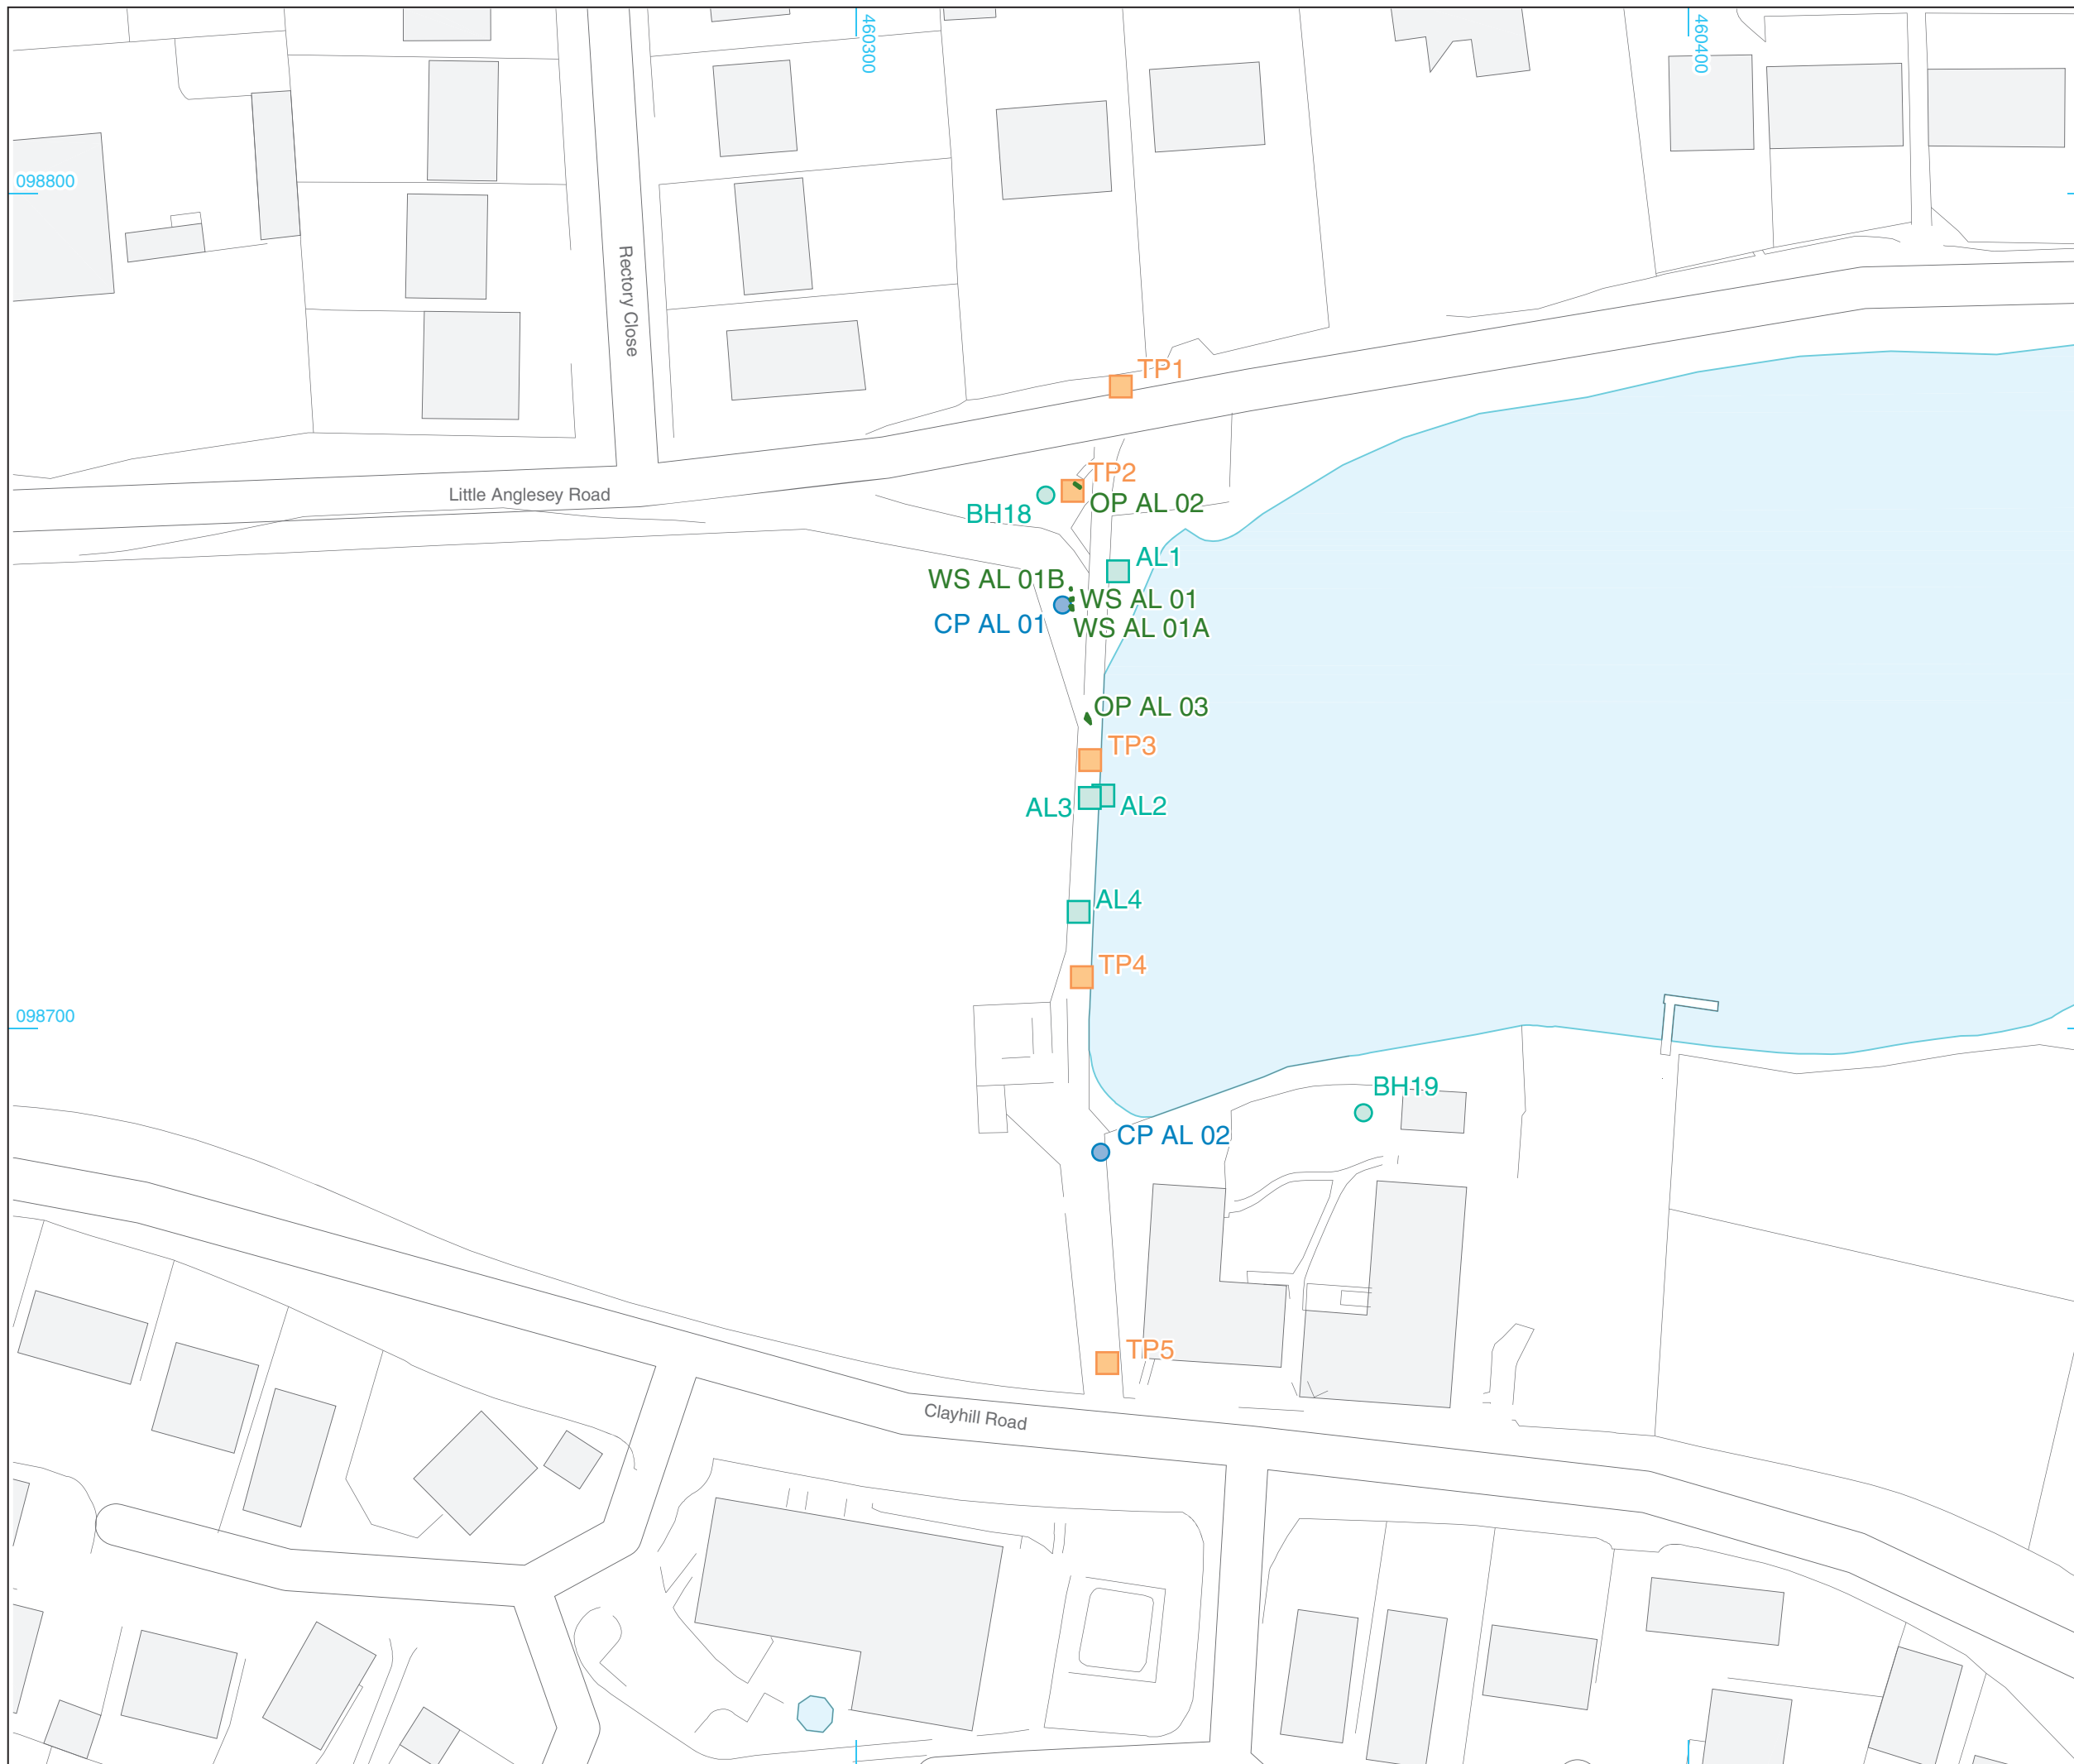 460300
460400
098800
Rectory Close
TP1
Little Anglesey Road
TP2
OP AL 02
BH18
AL1
WS AL 01B
WS AL 01
CP AL 01
WS AL 01A
OP AL 03
TP3
AL3
AL2
AL4
TP4
098700
BH19
CP AL 02
TP5
Clayhill Road